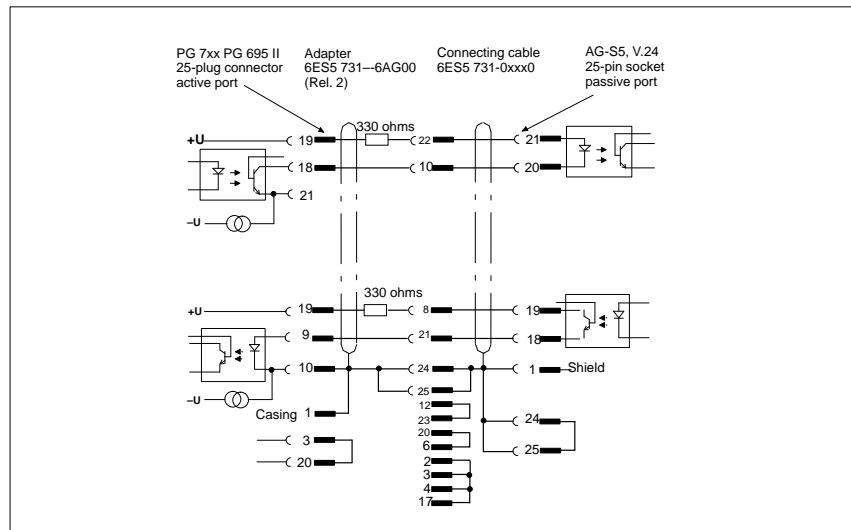 PG 7xx PG 695 II
25-plug connector
active port
Adapter
6ES5 731–-6AG00
(Rel. 2)
Connecting cable
6ES5 731-0xxx0
AG-S5, V.24
25-pin socket
passive port
330 ohms
+U 19 22 21
18 10 20
21
–U
330 ohms
+U 19 8 19
9 21 18
10 24 1 Shield
–U
25
12
Casing 1 23 24
3 20
6 25
20 2
3
4
17